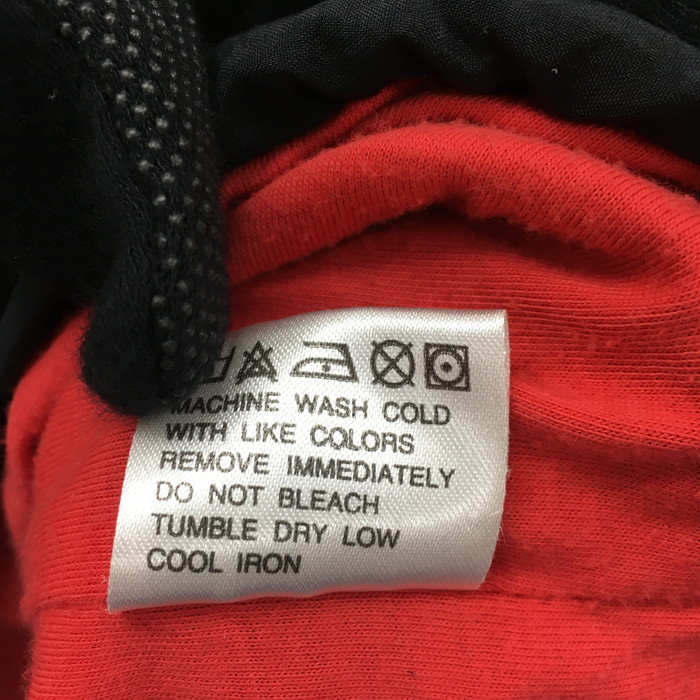 MACHINE WASH COLD
WITH LIKE COLORS
REMOVE IMMEDIATELY
DO NOT BLEACH
TUMBLE DRY LOW
COOL IRON